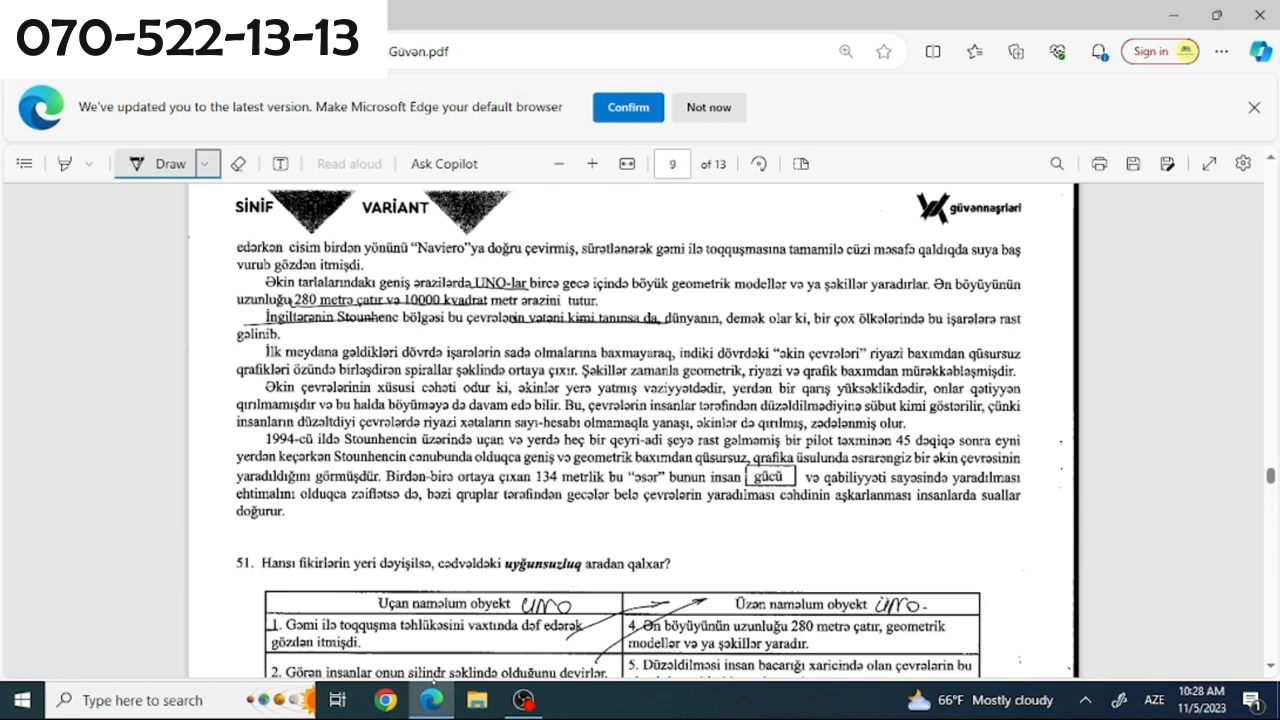 070-522-13-13
-Güvən.pdf
Sign in
We've updated you to the latest version. Make Microsoft Edge your default browser
Confirm
Not now
Draw
Read aloud
Ask Copilot
9
of 13
SİNİF
VARİANT
güvənnəşrləri
edərkən cisim birdən yönünü “Naviero”ya doğru çevirmiş, sürətlənərək gəmi ilə toqquşmasına tamamilə cüzi məsafə qaldıqda suya baş
vurub gözdən itmişdi.
Əkin tarlalarındakı geniş ərazilərdə UNO-lar bircə gecə içində böyük geometrik modellər və ya şəkillər yaradırlar. Ən böyüyünün
uzunluğu 280 metrə çatır və 10000 kvadrat metr ərazini tutur.
İngiltərənin Stounhenc bölgəsi bu çevrələrin vətəni kimi tanınsa da, dünyanın, demək olar ki, bir çox ölkələrində bu işarələrə rast
gəlinib.
İlk meydana gəldikləri dövrdə işarələrin sadə olmalarına baxmayaraq, indiki dövrdəki “əkin çevrələri” riyazi baxımdan qüsursuz
qrafikləri özündə birləşdirən spirallar şəklində ortaya çıxır. Şəkillər zamanla geometrik, riyazi və qrafik baxımdan mürəkkəbləşmişdir.
Əkin çevrələrinin xüsusi cəhəti odur ki, əkinlər yerə yatmış vəziyyətdədir, yerdən bir qarış yüksəklikdədir, onlar qətiyyən
qırılmamışdır və bu halda böyüməyə də davam edə bilir. Bu, çevrələrin insanlar tərəfindən düzəldilmədiyinə sübut kimi göstərilir, çünki
insanların düzəltdiyi çevrələrdə riyazi xətaların sayı-hesabı olmamaqla yanaşı, əkinlər də qırılmış, zədələnmiş olur.
1994-cü ildə Stounhencin üzərində uçan və yerdə heç bir qeyri-adi şeyə rast gəlməmiş bir pilot təxminən 45 dəqiqə sonra eyni
yerdən keçərkən Stounhencin cənubunda olduqca geniş və geometrik baxımdan qüsursuz, qrafika üsulunda əsrarəngiz bir əkin çevrəsinin
yaradıldığını görmüşdür. Birdən-birə ortaya çıxan 134 metrlik bu “əsər” bunun insan gücü və qabiliyyəti sayəsində yaradılması
ehtimalını olduqca zəiflətsə də, bəzi qruplar tərəfindən gecələr belə çevrələrin yaradılması cəhdinin aşkarlanması insanlarda suallar
doğurur.
51. Hansı fikirlərin yeri dəyişilsə, cədvəldəki uyğunsuzluq aradan qalxar?
Uçan naməlum obyekt UNO
Üzən naməlum obyekt ÜNO-
1. Gəmi ilə toqquşma təhlükəsini vaxtında dəf edərək
gözdən itmişdi.
4. Ən böyüyünün uzunluğu 280 metrə çatır, geometrik
modellər və ya şəkillər yaradır.
2. Görən insanlar onun silindr şəklində olduğunu deyirlər.
5. Düzəldilməsi insan bacarığı xaricində olan çevrələrin bu
Type here to search
66°F Mostly cloudy
AZE
10:28 AM
11/5/2023
1